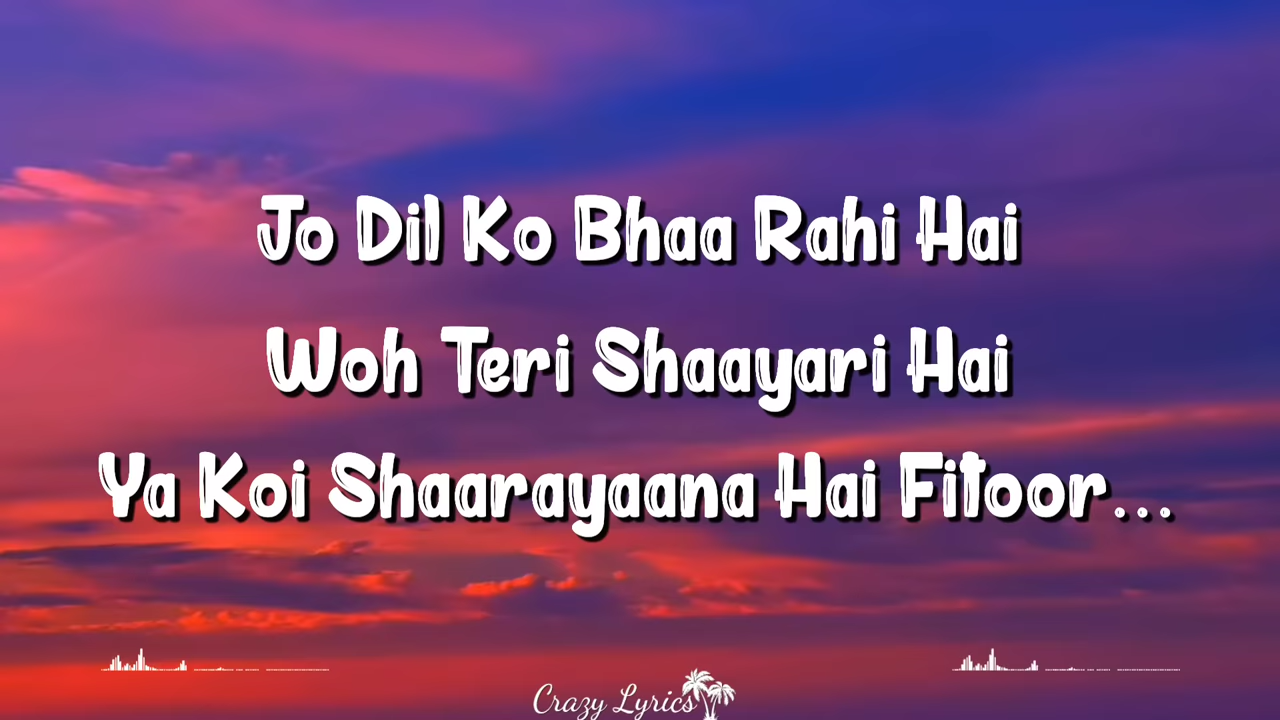 Jo Dil Ko Bhaa Rahi Hai
Woh Teri Shaayari Hai
Ya Koi Shaarayaana Hai Fitoor...
Crazy Lyrics